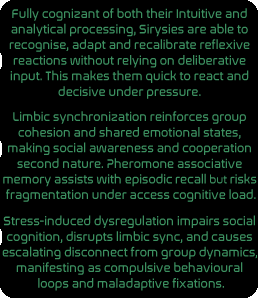 Fully cognizant of both their Intuitive and
analytical processing, Sirysies are able to
recognise, adapt and recalibrate reflexive
reactions without relying on deliberative
input. This makes them quick to react and
decisive under pressure.
Limbic synchronization reinforces group
cohesion and shared emotional states,
making social awareness and cooperation
second nature. Pheromone associative
memory assists with episodic recall but risks
fragmentation under access cognitive load.
Stress-induced dysregulation impairs social
cognition, disrupts limbic sync, and causes
escalating disconnect from group dynamics,
manifesting as compulsive behavioural
loops and maladaptive fixations.